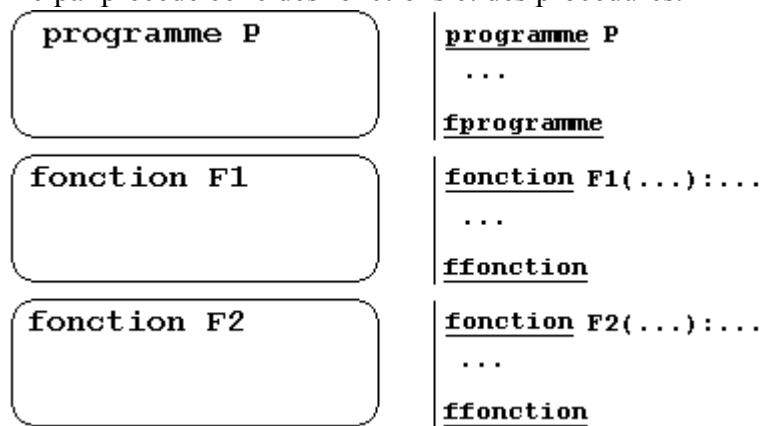 programme P
programme P
...
fprogramme
fonction F1
fonction F1(...):...
...
ffonction
fonction F2
fonction F2(...):...
...
ffonction